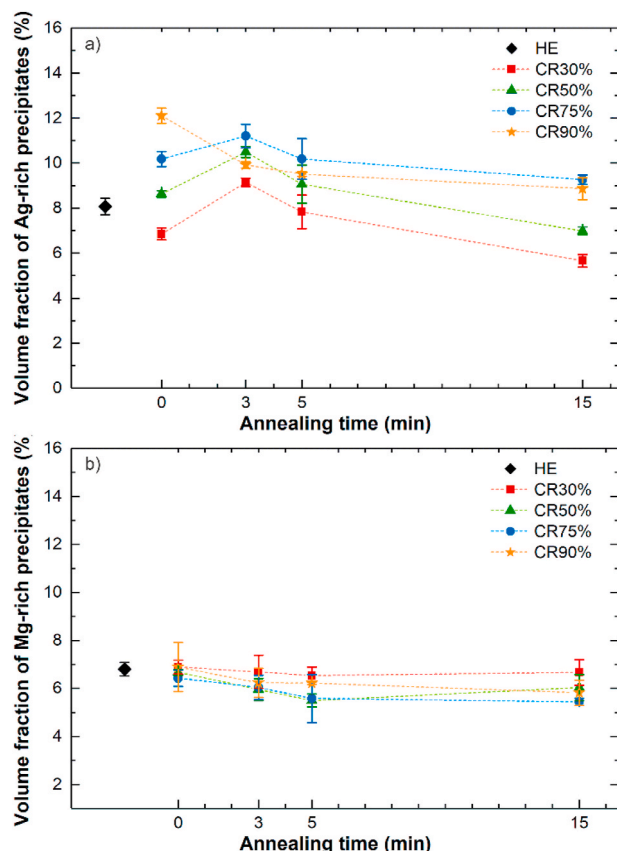 16
14
12
10
8
6
4
2
0
Volume fraction of Ag-rich precipitates (%)
a)
HE
CR30%
CR50%
CR75%
CR90%
0 3 5 15
Annealing time (min)
16
14
12
10
8
6
4
2
Volume fraction of Mg-rich precipitates (%
b)
HE
CR30%
CR50%
CR75%
CR90%
0 3 5 15
Annealing time (min)